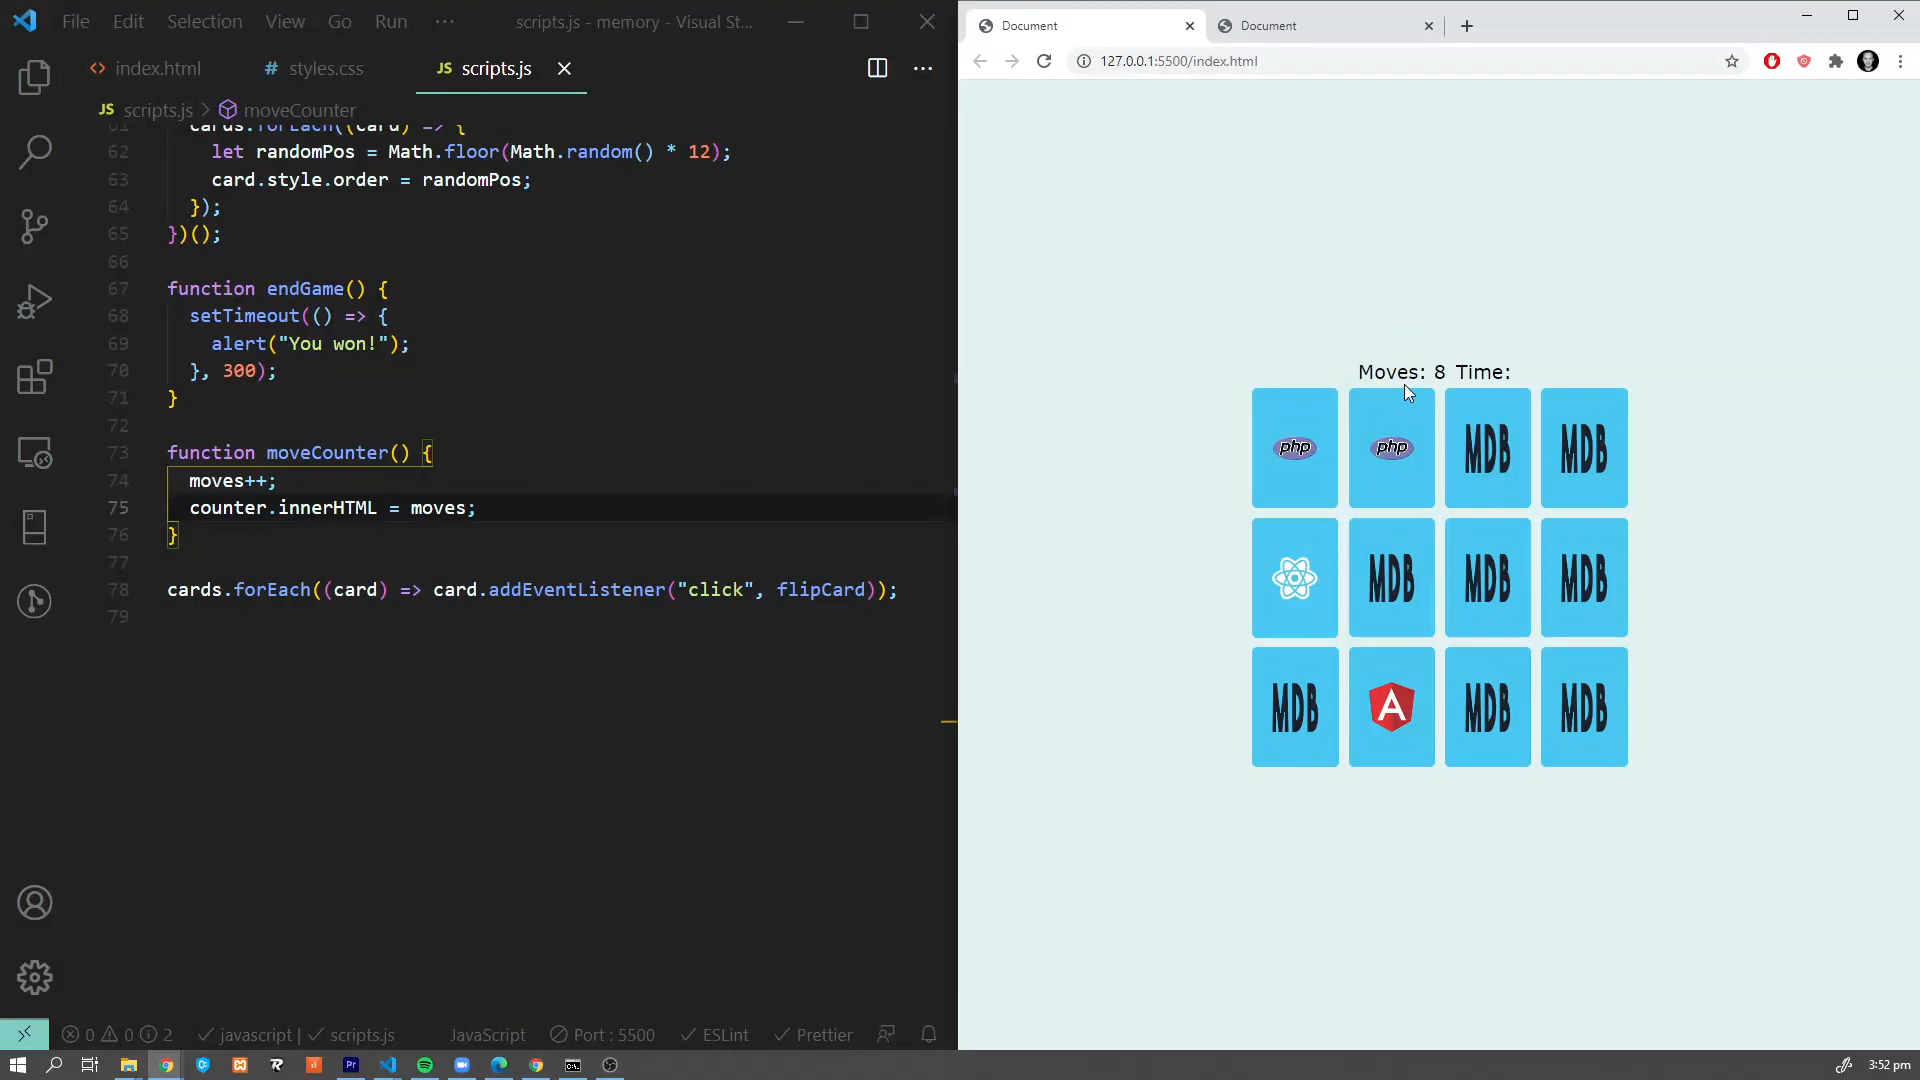 File Edit Selection View Go Run ··· scripts.js - memory - Visual St...
index.html # styles.css JS scripts.js
JS scripts.js > moveCounter
61 cards.forEach((card) => {
62 let randomPos = Math.floor(Math.random() * 12);
63 card.style.order = randomPos;
64 });
65 })();
66
67 function endGame() {
68 setTimeout(() => {
69 alert("You won!");
70 }, 300);
71 }
72
73 function moveCounter() {
74 moves++;
75 counter.innerHTML = moves;
76 }
77
78 cards.forEach((card) => card.addEventListener("click", flipCard));
79
0 0 2 javascript | scripts.js JavaScript Port : 5500 ESLint Prettier
Document Document
127.0.0.1:5500/index.html
Moves: 8 Time:
php php MDB MDB
MDB MDB MDB
MDB A MDB MDB
Pr 3:52 pm